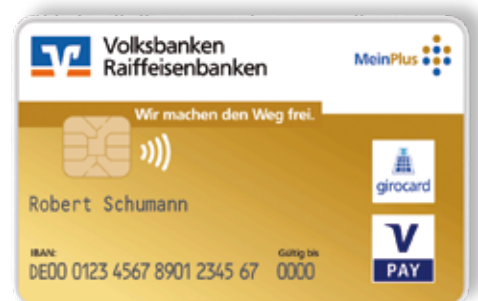 Volksbanken
Raiffeisenbanken
MeinPlus
Wir machen den Weg frei.
girocard
Robert Schumann
IBAN:
Gültig bis
DE00 0123 4567 8901 2345 67 0000
V
PAY